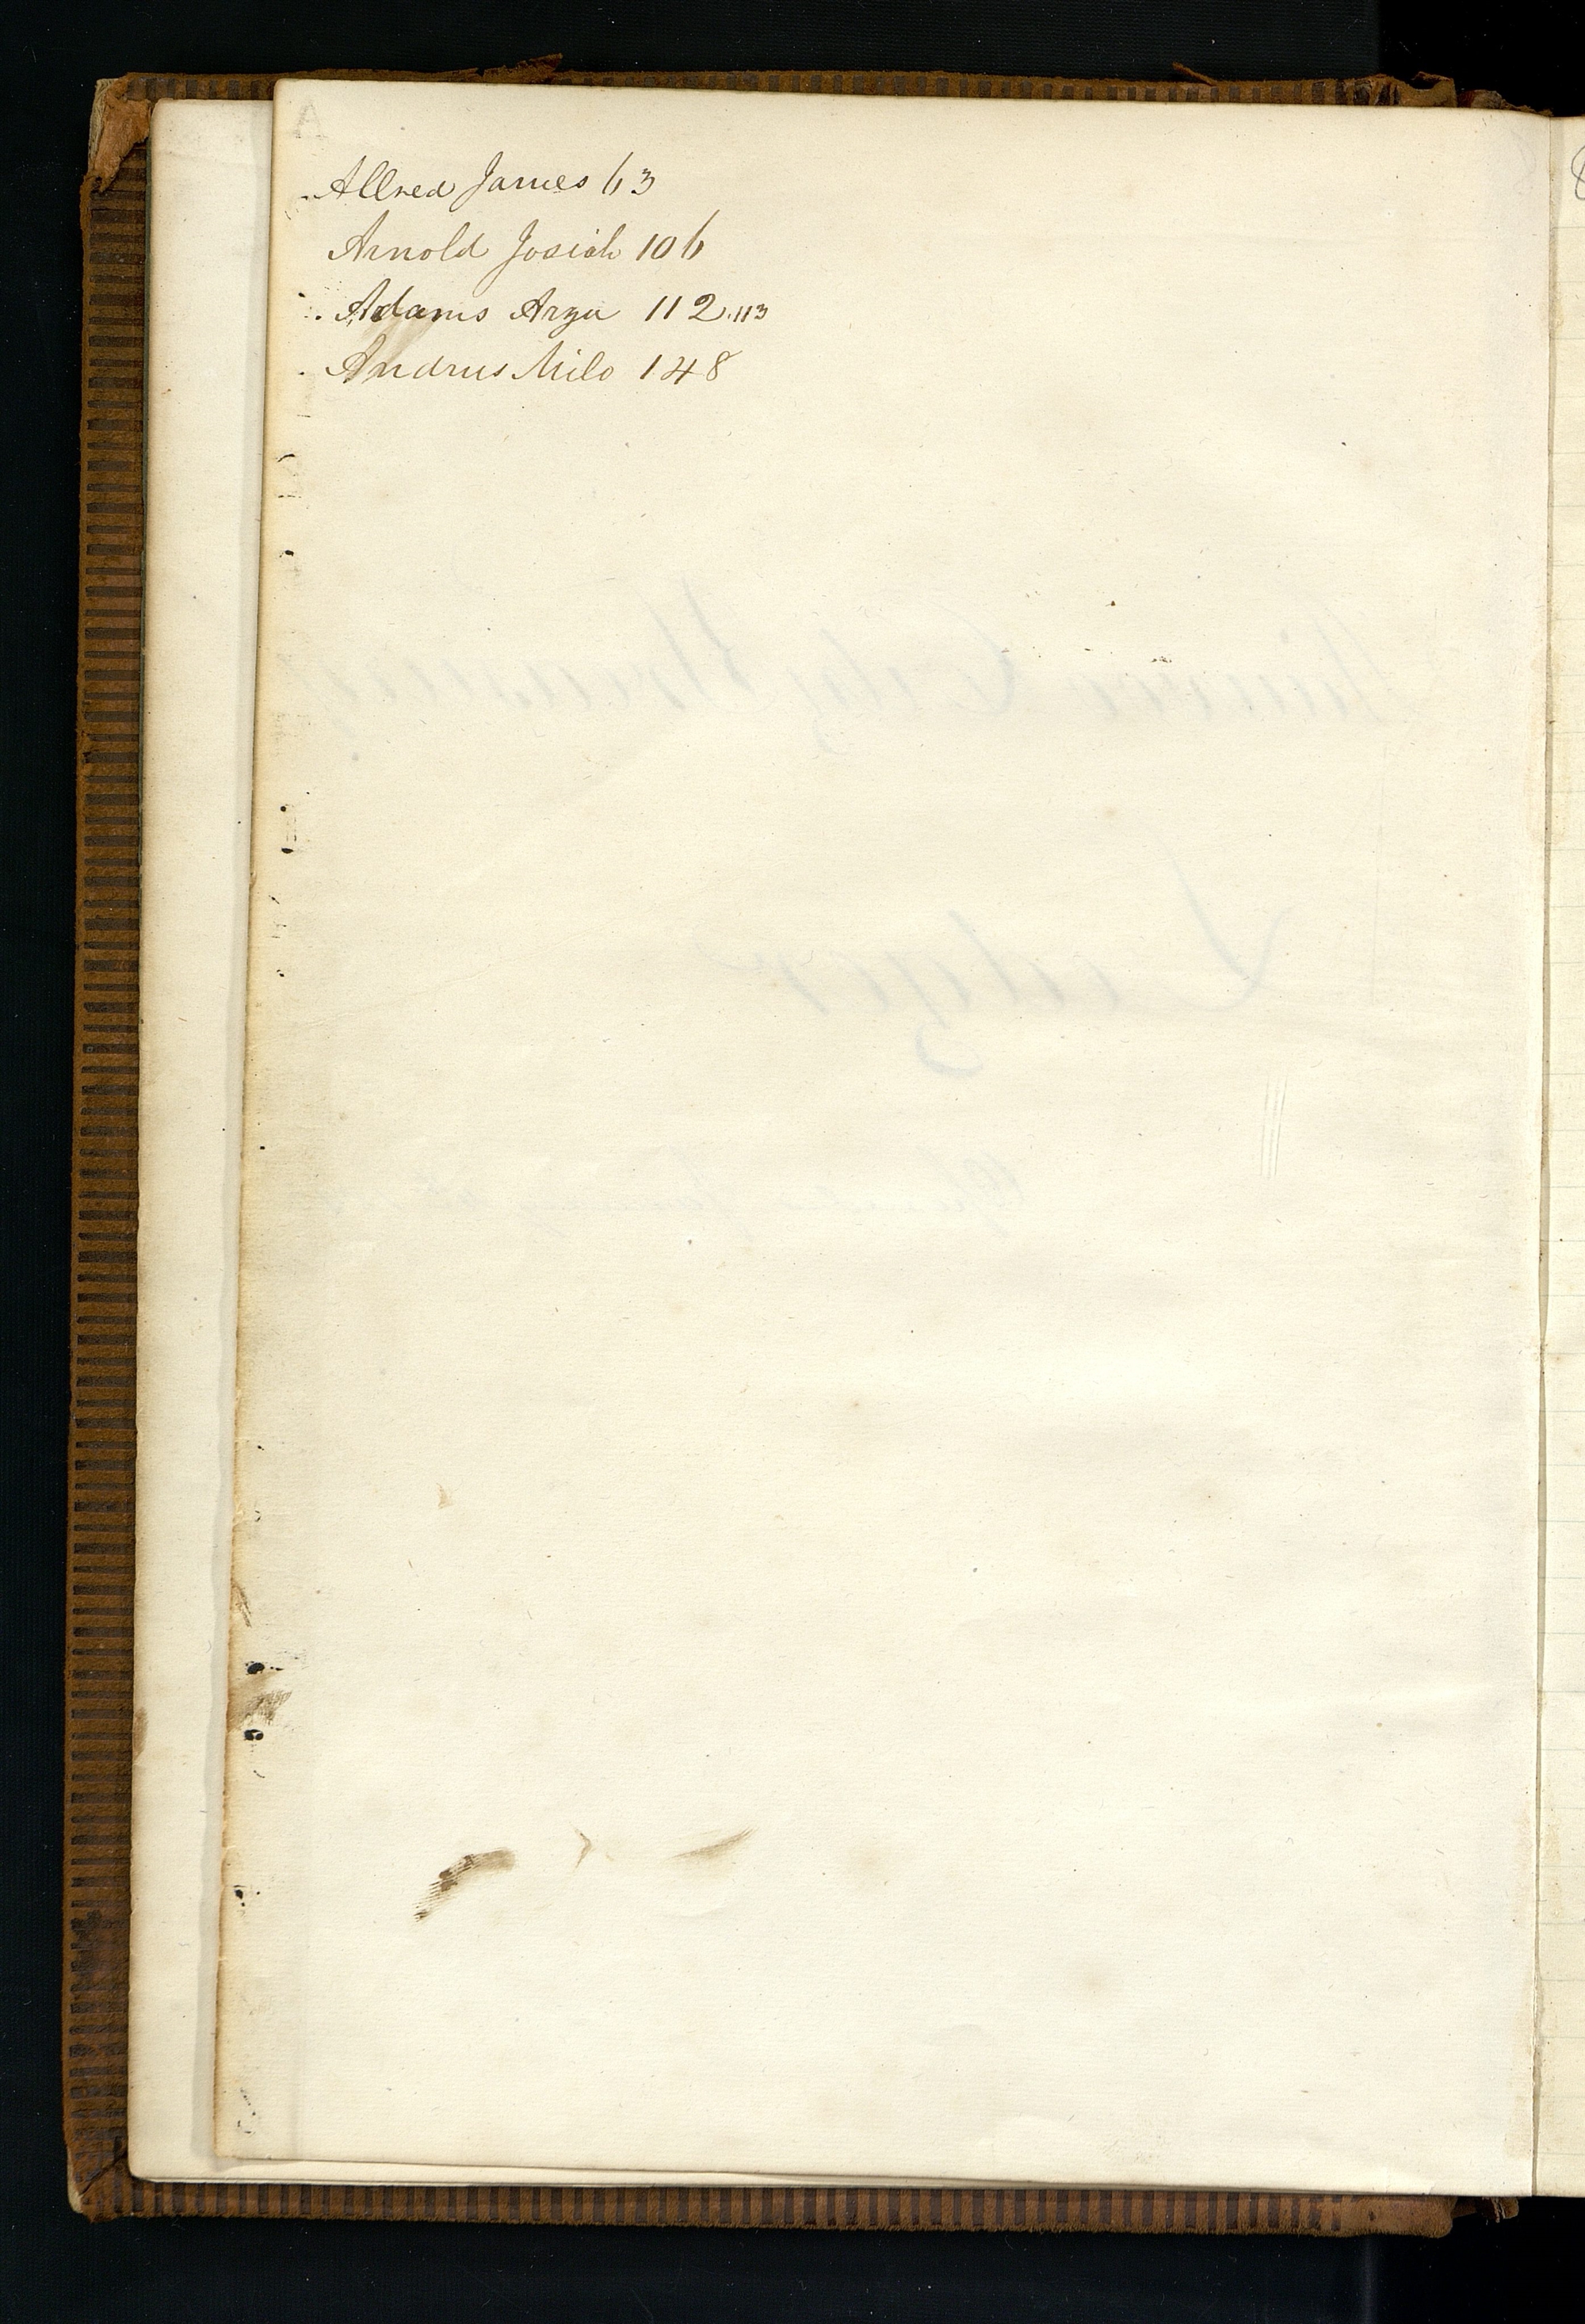 Allred James 63
Arnold Josiah 106
Adams Arza 112.113
Andrus Milo 148